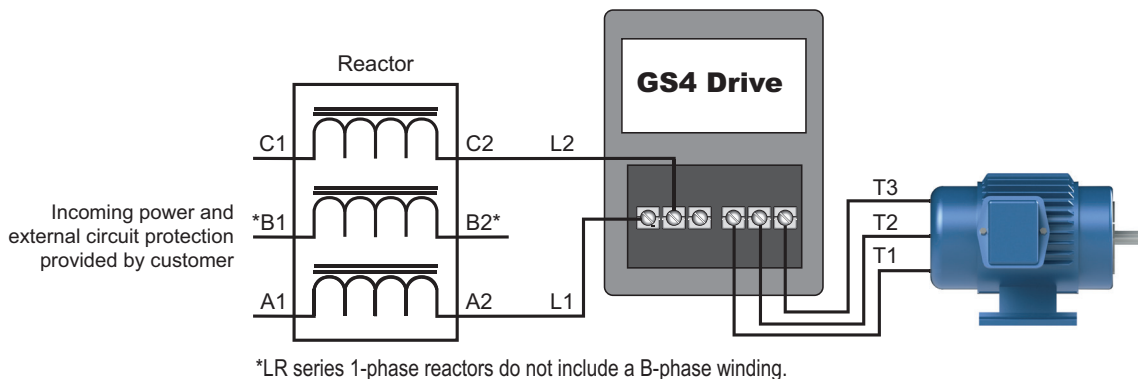 Reactor
GS4 Drive
C1
C2
L2
T3
Incoming power and
external circuit protection
provided by customer
*B1
B2*
T2
T1
A1
A2
L1
*LR series 1-phase reactors do not include a B-phase winding.